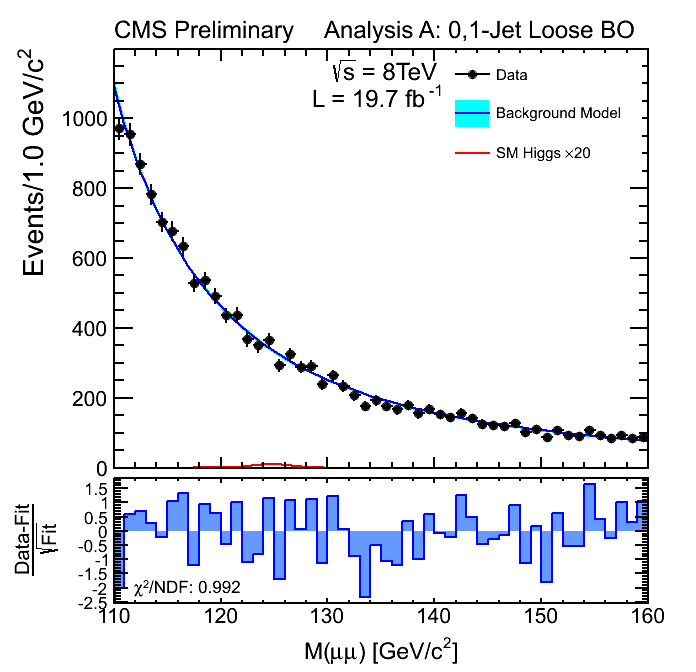 CMS Preliminary Analysis A: 0,1-Jet Loose BO
√s = 8TeV
L = 19.7 fb⁻¹
Data
Background Model
SM Higgs ×20
Events/1.0 GeV/c²
1000
800
600
400
200
0
Data-Fit
√Fit
1.5
1
0.5
0
-0.5
-1
-1.5
-2
-2.5
χ²/NDF: 0.992
110 120 130 140 150 160
M(μμ) [GeV/c²]